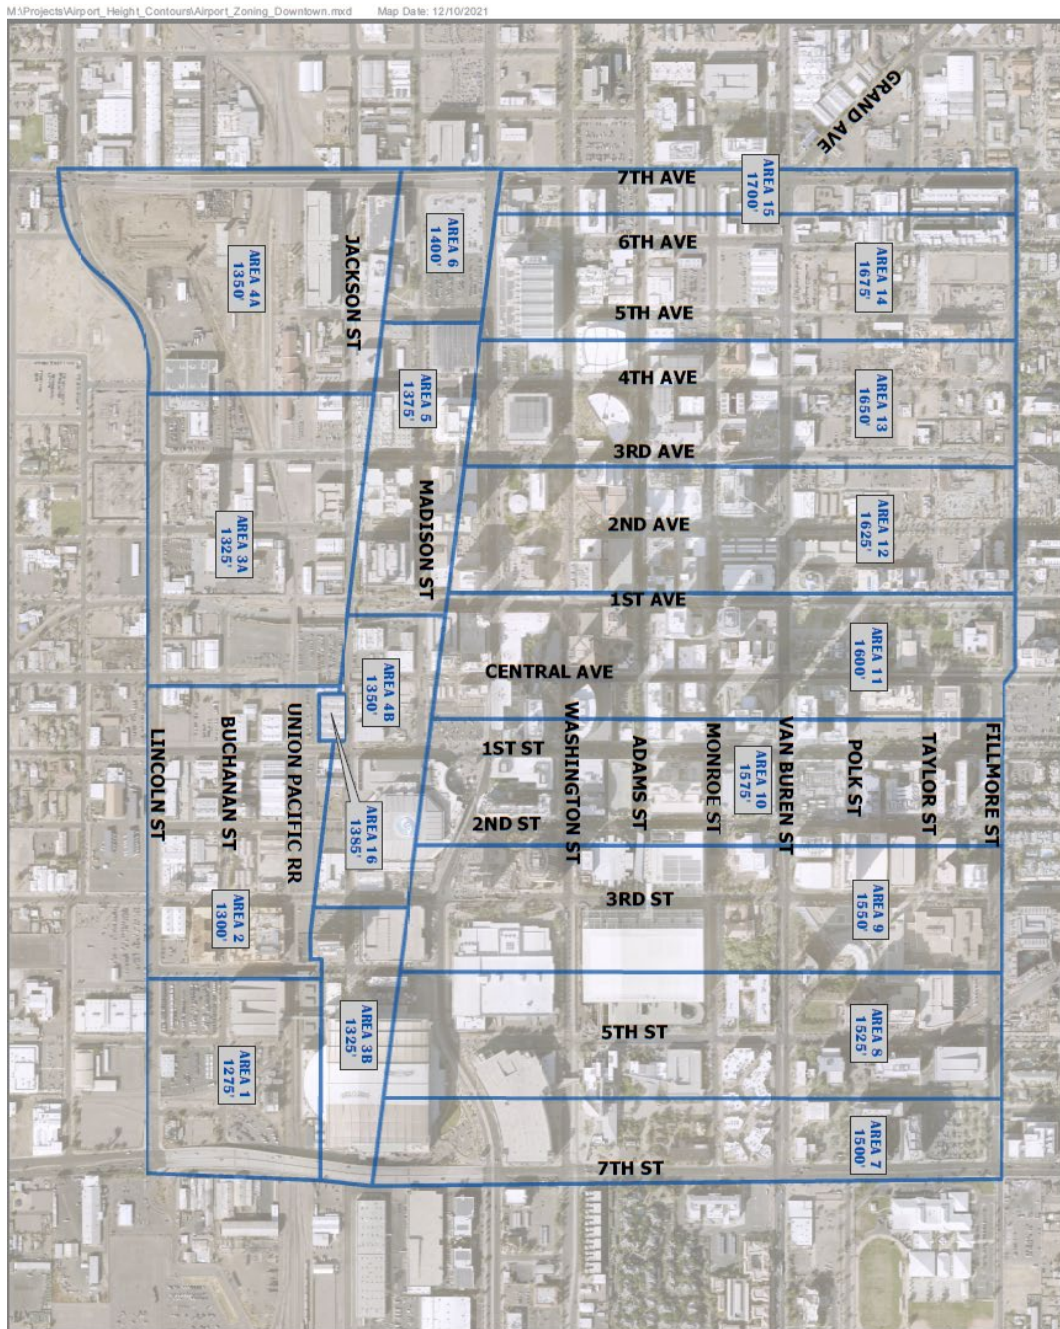 M:\Projects\Airport_Height_Contours\Airport_Zoning_Downtown.mxd Map Date: 12/10/2021
GRAND AVE
7TH AVE
AREA 15
1700'
6TH AVE
AREA 6
1400'
AREA 4A
1350'
JACKSON ST
AREA 14
1675'
5TH AVE
4TH AVE
AREA 5
1375'
AREA 13
1650'
3RD AVE
MADISON ST
2ND AVE
AREA 12
1625'
AREA 3A
1325'
1ST AVE
AREA 11
1600'
CENTRAL AVE
AREA 4B
1350'
LINCOLN ST
BUCHANAN ST
UNION PACIFIC RR
1ST ST
WASHINGTON ST
ADAMS ST
MONROE ST
AREA 10
1575'
VAN BUREN ST
POLK ST
TAYLOR ST
FILLMORE ST
2ND ST
AREA 16
1385'
3RD ST
AREA 2
1300'
AREA 9
1550'
5TH ST
AREA 3B
1325'
AREA 8
1525'
AREA 1
1275'
AREA 7
1500'
7TH ST